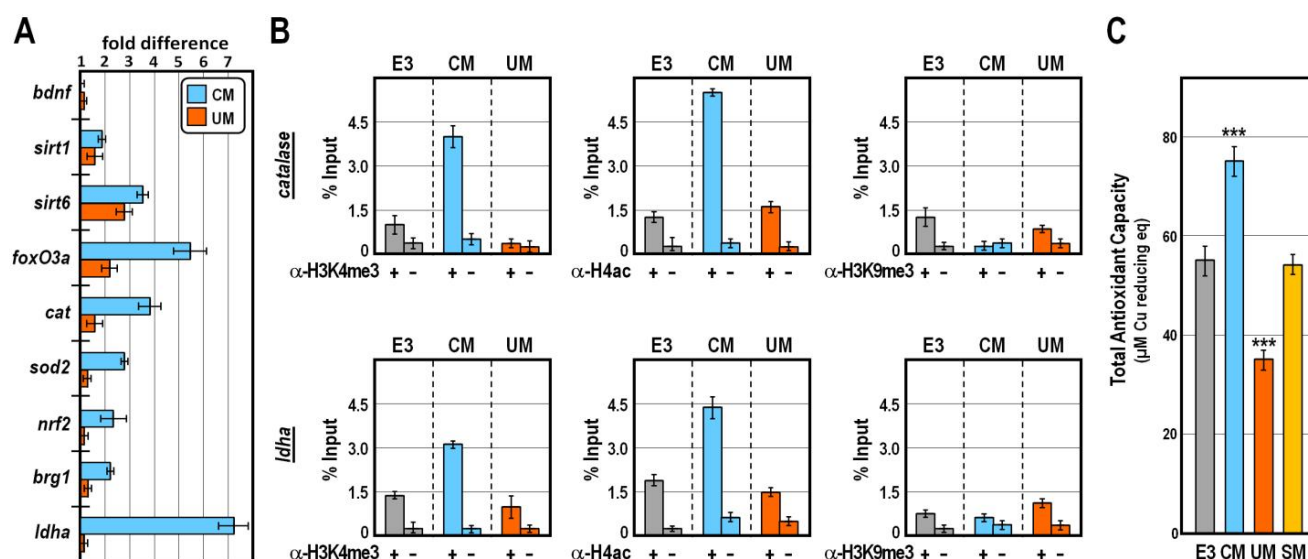 A
fold difference
1 2 3 4 5 6 7
bdnf
sirt1
sirt6
foxO3a
cat
sod2
nrf2
brg1
ldha
CM
UM
B
E3 CM UM
catalase
% Input
4.5
3.0
1.5
0
α-H3K4me3 + − + − + −
E3 CM UM
% Input
4.5
3.0
1.5
0
α-H4ac + − + − + −
E3 CM UM
% Input
4.5
3.0
1.5
0
α-H3K9me3 + − + − + −
E3 CM UM
ldha
% Input
4.5
3.0
1.5
0
α-H3K4me3 + − + − + −
E3 CM UM
% Input
4.5
3.0
1.5
0
α-H4ac + − + − + −
E3 CM UM
% Input
4.5
3.0
1.5
0
α-H3K9me3 + − + − + −
C
Total Antioxidant Capacity
(µM Cu reducing eq)
80
60
40
20
0
***
***
E3 CM UM SM